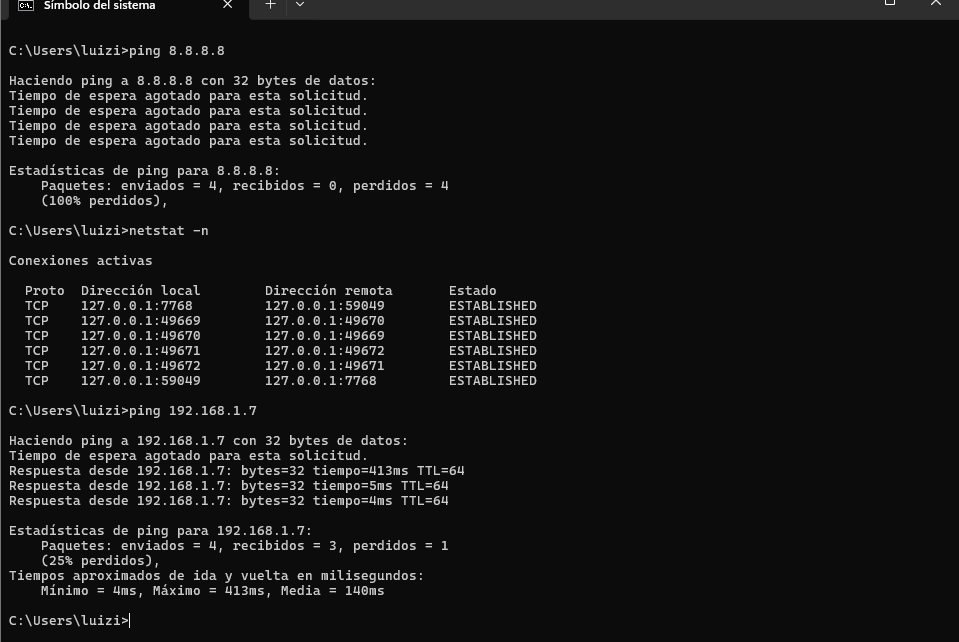 Símbolo del sistema
C:\Users\luizi>ping 8.8.8.8
Haciendo ping a 8.8.8.8 con 32 bytes de datos:
Tiempo de espera agotado para esta solicitud.
Tiempo de espera agotado para esta solicitud.
Tiempo de espera agotado para esta solicitud.
Tiempo de espera agotado para esta solicitud.
Estadísticas de ping para 8.8.8.8:
    Paquetes: enviados = 4, recibidos = 0, perdidos = 4
    (100% perdidos),
C:\Users\luizi>netstat -n
Conexiones activas
  Proto  Dirección local        Dirección remota       Estado
  TCP    127.0.0.1:7768         127.0.0.1:59049        ESTABLISHED
  TCP    127.0.0.1:49669        127.0.0.1:49670        ESTABLISHED
  TCP    127.0.0.1:49670        127.0.0.1:49669        ESTABLISHED
  TCP    127.0.0.1:49671        127.0.0.1:49672        ESTABLISHED
  TCP    127.0.0.1:49672        127.0.0.1:49671        ESTABLISHED
  TCP    127.0.0.1:59049        127.0.0.1:7768         ESTABLISHED
C:\Users\luizi>ping 192.168.1.7
Haciendo ping a 192.168.1.7 con 32 bytes de datos:
Tiempo de espera agotado para esta solicitud.
Respuesta desde 192.168.1.7: bytes=32 tiempo=413ms TTL=64
Respuesta desde 192.168.1.7: bytes=32 tiempo=5ms TTL=64
Respuesta desde 192.168.1.7: bytes=32 tiempo=4ms TTL=64
Estadísticas de ping para 192.168.1.7:
    Paquetes: enviados = 4, recibidos = 3, perdidos = 1
    (25% perdidos),
Tiempos aproximados de ida y vuelta en milisegundos:
    Mínimo = 4ms, Máximo = 413ms, Media = 140ms
C:\Users\luizi>